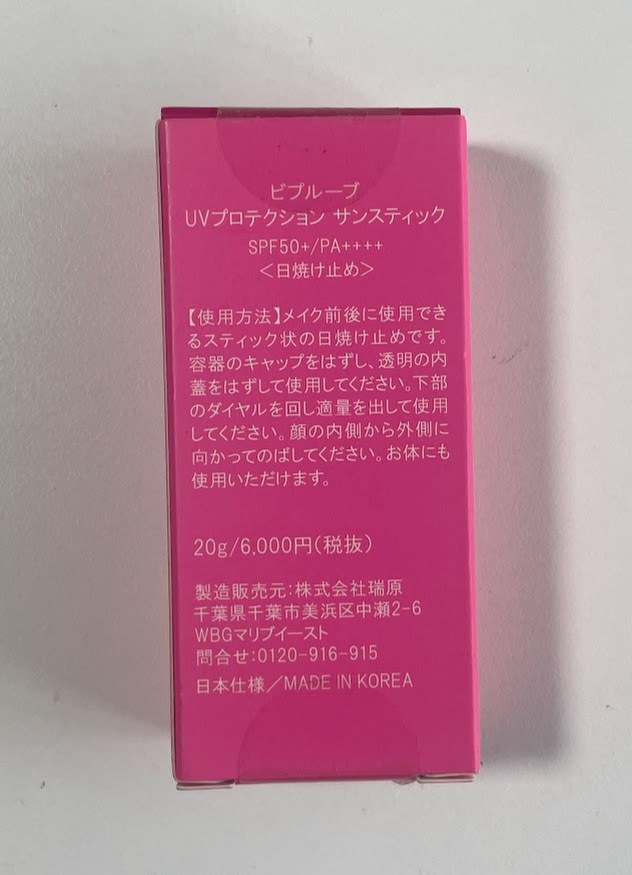 ビプルーブ
UVプロテクション サンスティック
SPF50+/PA++++
＜日焼け止め＞
【使用方法】メイク前後に使用でき
るスティック状の日焼け止めです。
容器のキャップをはずし、透明の内
蓋をはずして使用してください。下部
のダイヤルを回し適量を出して使用
してください。顔の内側から外側に
向かってのばしてください。お体にも
使用いただけます。
20g/6,000円(税抜)
製造販売元:株式会社瑞原
千葉県千葉市美浜区中瀬2-6
WBGマリブイースト
問合せ:0120-916-915
日本仕様／MADE IN KOREA